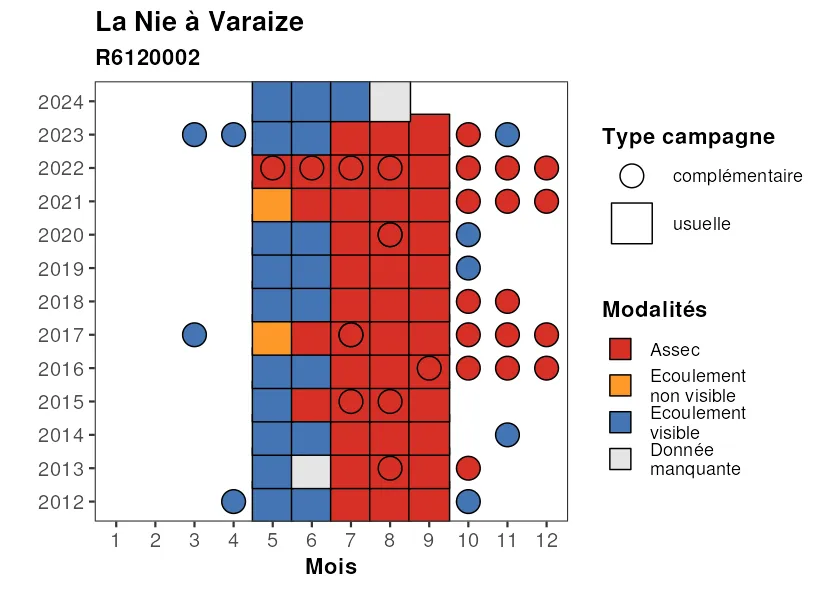 La Nie à Varaize
R6120002
2024
2023
2022
2021
2020
2019
2018
2017
2016
2015
2014
2013
2012
1 2 3 4 5 6 7 8 9 10 11 12
Mois
Type campagne
complémentaire
usuelle
Modalités
Assec
Ecoulement
non visible
Ecoulement
visible
Donnée
manquante